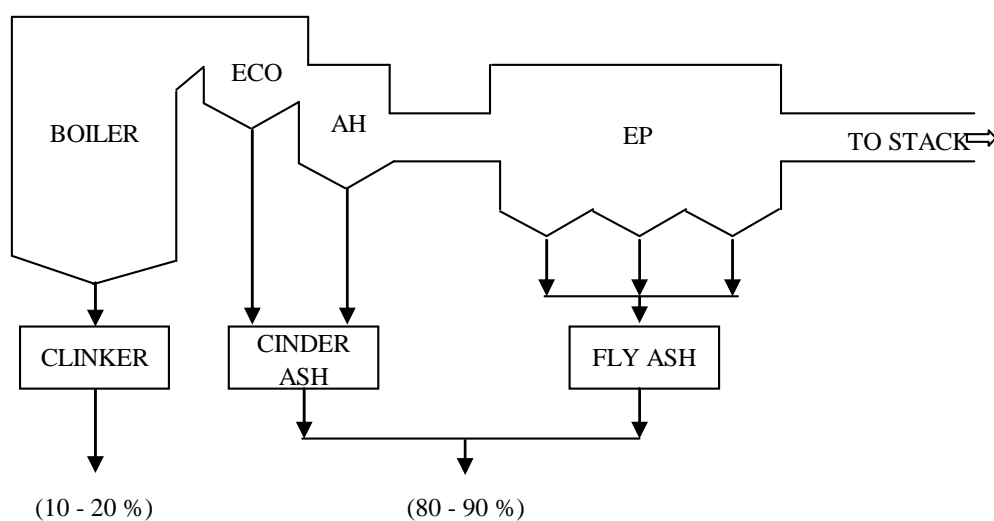 ECO
BOILER
AH
EP
TO STACK
CLINKER
CINDER
ASH
FLY ASH
(10 - 20 %)
(80 - 90 %)